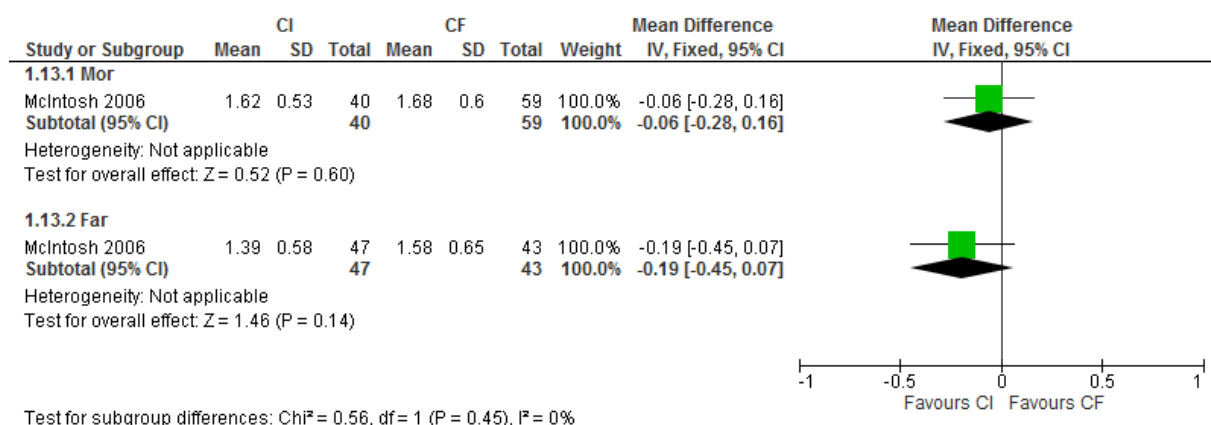 CI CF Mean Difference Mean Difference
Study or Subgroup Mean SD Total Mean SD Total Weight IV, Fixed, 95% CI IV, Fixed, 95% CI
1.13.1 Mor
McIntosh 2006 1.62 0.53 40 1.68 0.6 59 100.0% -0.06 [-0.28, 0.16]
Subtotal (95% CI) 40 59 100.0% -0.06 [-0.28, 0.16]
Heterogeneity: Not applicable
Test for overall effect: Z = 0.52 (P = 0.60)
1.13.2 Far
McIntosh 2006 1.39 0.58 47 1.58 0.65 43 100.0% -0.19 [-0.45, 0.07]
Subtotal (95% CI) 47 43 100.0% -0.19 [-0.45, 0.07]
Heterogeneity: Not applicable
Test for overall effect: Z = 1.46 (P = 0.14)
-1 -0.5 0 0.5 1
Favours CI Favours CF
Test for subgroup differences: Chi² = 0.56, df = 1 (P = 0.45), I² = 0%